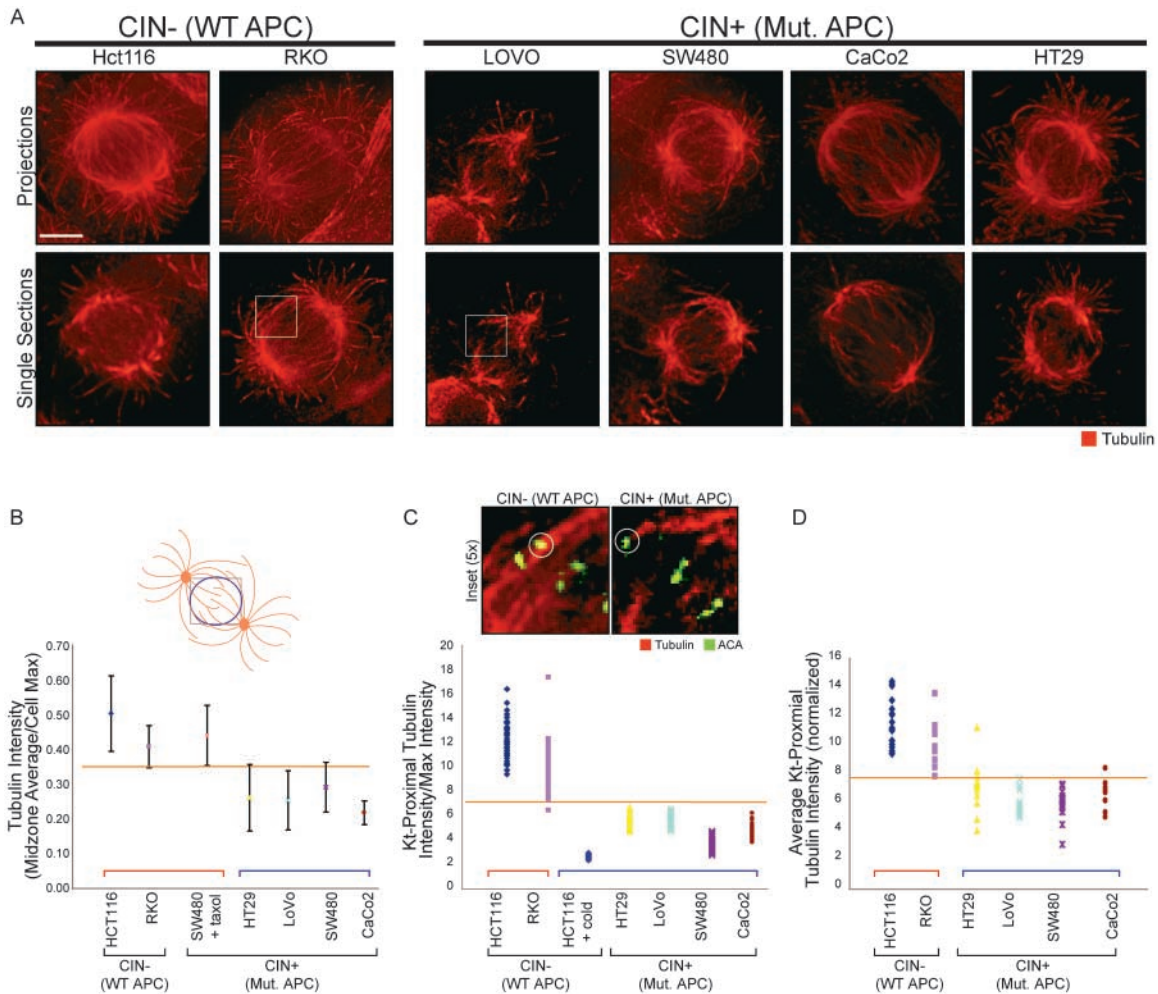 A
CIN- (WT APC)
CIN+ (Mut. APC)
Hct116
RKO
LOVO
SW480
CaCo2
HT29
Projections
Single Sections
Tubulin
B
Tubulin Intensity
(Midzone Average/Cell Max)
0.70
0.60
0.50
0.40
0.30
0.20
0.10
0.00
HCT116
RKO
SW480
+ taxol
HT29
LoVo
SW480
CaCo2
CIN-
(WT APC)
CIN+
(Mut. APC)
C
CIN- (WT APC)
CIN+ (Mut. APC)
Inset (5x)
Tubulin
ACA
Kt-Proximal Tubulin
Intensity/Max Intensity
20
18
16
14
12
10
8
6
4
2
0
HCT116
RKO
HCT116
+ cold
HT29
LoVo
SW480
CaCo2
CIN-
(WT APC)
CIN+
(Mut. APC)
D
Average Kt-Proxmial
Tubulin Intensity (normalized)
16
14
12
10
8
6
4
2
0
HCT116
RKO
HT29
LoVo
SW480
CaCo2
CIN-
(WT APC)
CIN+
(Mut. APC)